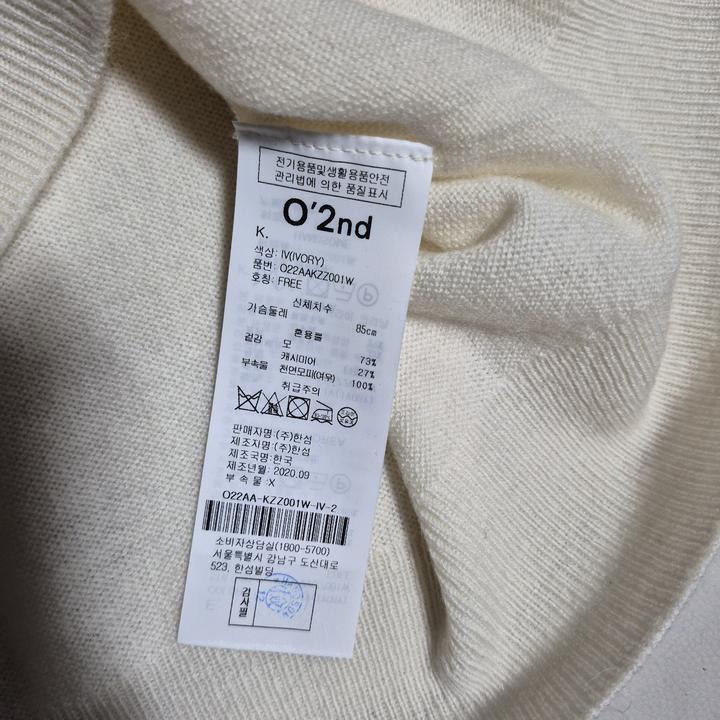 전기용품및생활용품안전
관리법에 의한 품질표시
O'2nd
K.
색상: IV(IVORY)
품번: O22AAKZZ001W
호칭: FREE
신체치수
가슴둘레 85cm
혼용률
겉감 모 73%
캐시미어 27%
부속물 천연모피(여우) 100%
취급주의
판매자명:(주)한섬
제조자명:(주)한섬
제조국명:한국
제조년월: 2020.09
부 속 물 :X
O22AA-KZZ001W-IV-2
소비자상담실(1800-5700)
서울특별시 강남구 도산대로
523, 한섬빌딩
검사필